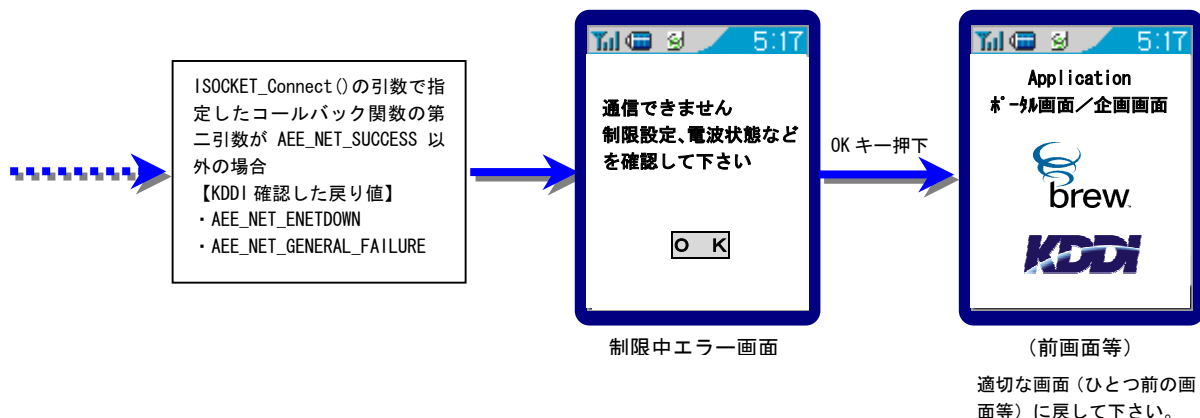 ISOCKET_Connect()の引数で指
定したコールバック関数の第
二引数が AEE_NET_SUCCESS 以
外の場合
【KDDI 確認した戻り値】
・AEE_NET_ENETDOWN
・AEE_NET_GENERAL_FAILURE
5:17
通信できません
制限設定、電波状態など
を確認して下さい
O K
制限中エラー画面
OK キー押下
5:17
Application
ﾎﾟｰﾀﾙ画面／企画画面
brew
KDDI
(前画面等)
適切な画面（ひとつ前の画
面等）に戻して下さい。